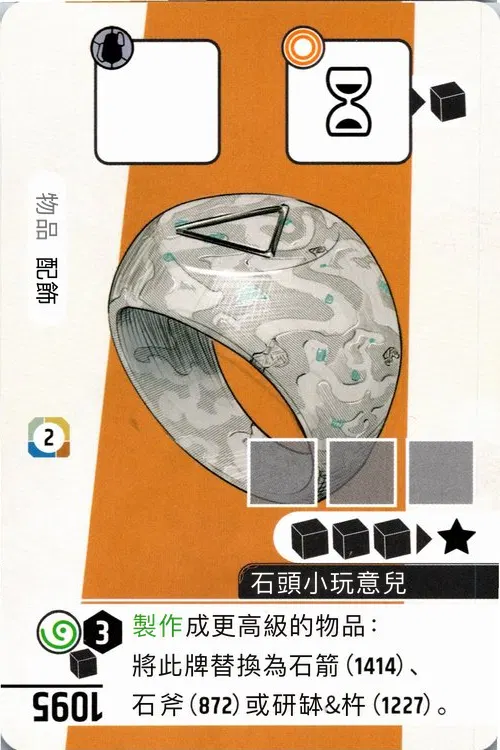 物品 配飾
2
石頭小玩意兒
3 製作成更高級的物品：
將此牌替換為石箭（1414）、
石斧（872）或研缽&杵（1227）。
1095